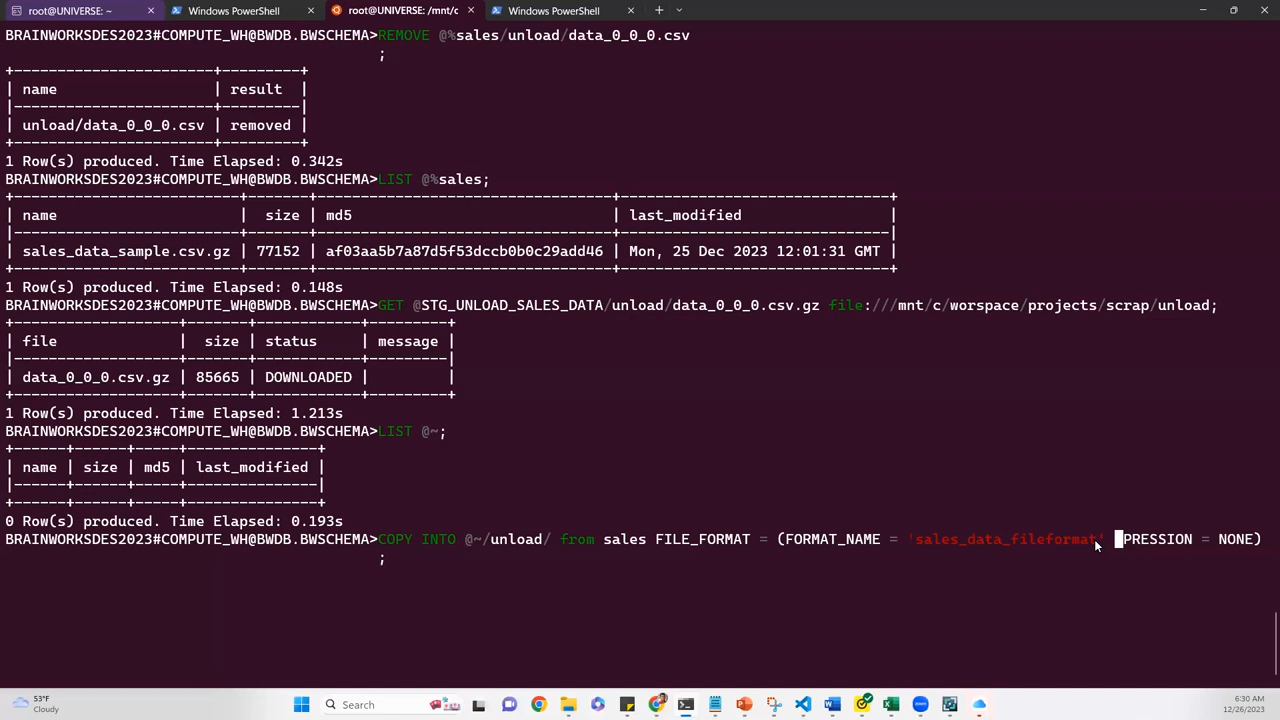 root@UNIVERSE: ~
Windows PowerShell
root@UNIVERSE: /mnt/c
Windows PowerShell
BRAINWORKSDES2023#COMPUTE_WH@BWDB.BWSCHEMA>REMOVE @%sales/unload/data_0_0_0.csv
;
+----------------------+---------+
| name | result |
|----------------------+---------|
| unload/data_0_0_0.csv | removed |
+----------------------+---------+
1 Row(s) produced. Time Elapsed: 0.342s
BRAINWORKSDES2023#COMPUTE_WH@BWDB.BWSCHEMA>LIST @%sales;
+--------------------------+-------+----------------------------------+-------------------------------+
| name | size | md5 | last_modified |
|--------------------------+-------+----------------------------------+-------------------------------|
| sales_data_sample.csv.gz | 77152 | af03aa5b7a87d5f53dccb0b0c29add46 | Mon, 25 Dec 2023 12:01:31 GMT |
+--------------------------+-------+----------------------------------+-------------------------------+
1 Row(s) produced. Time Elapsed: 0.148s
BRAINWORKSDES2023#COMPUTE_WH@BWDB.BWSCHEMA>GET @STG_UNLOAD_SALES_DATA/unload/data_0_0_0.csv.gz file:///mnt/c/worspace/projects/scrap/unload;
+-------------------+-------+------------+---------+
| file | size | status | message |
|-------------------+-------+------------+---------|
| data_0_0_0.csv.gz | 85665 | DOWNLOADED | |
+-------------------+-------+------------+---------+
1 Row(s) produced. Time Elapsed: 1.213s
BRAINWORKSDES2023#COMPUTE_WH@BWDB.BWSCHEMA>LIST @~;
+------+------+-----+---------------+
| name | size | md5 | last_modified |
|------+------+-----+---------------|
+------+------+-----+---------------+
0 Row(s) produced. Time Elapsed: 0.193s
BRAINWORKSDES2023#COMPUTE_WH@BWDB.BWSCHEMA>COPY INTO @~/unload/ from sales FILE_FORMAT = (FORMAT_NAME = 'sales_data_fileformat' PRESSION = NONE)
;
53°F
Cloudy
Search
6:30 AM
12/26/2023